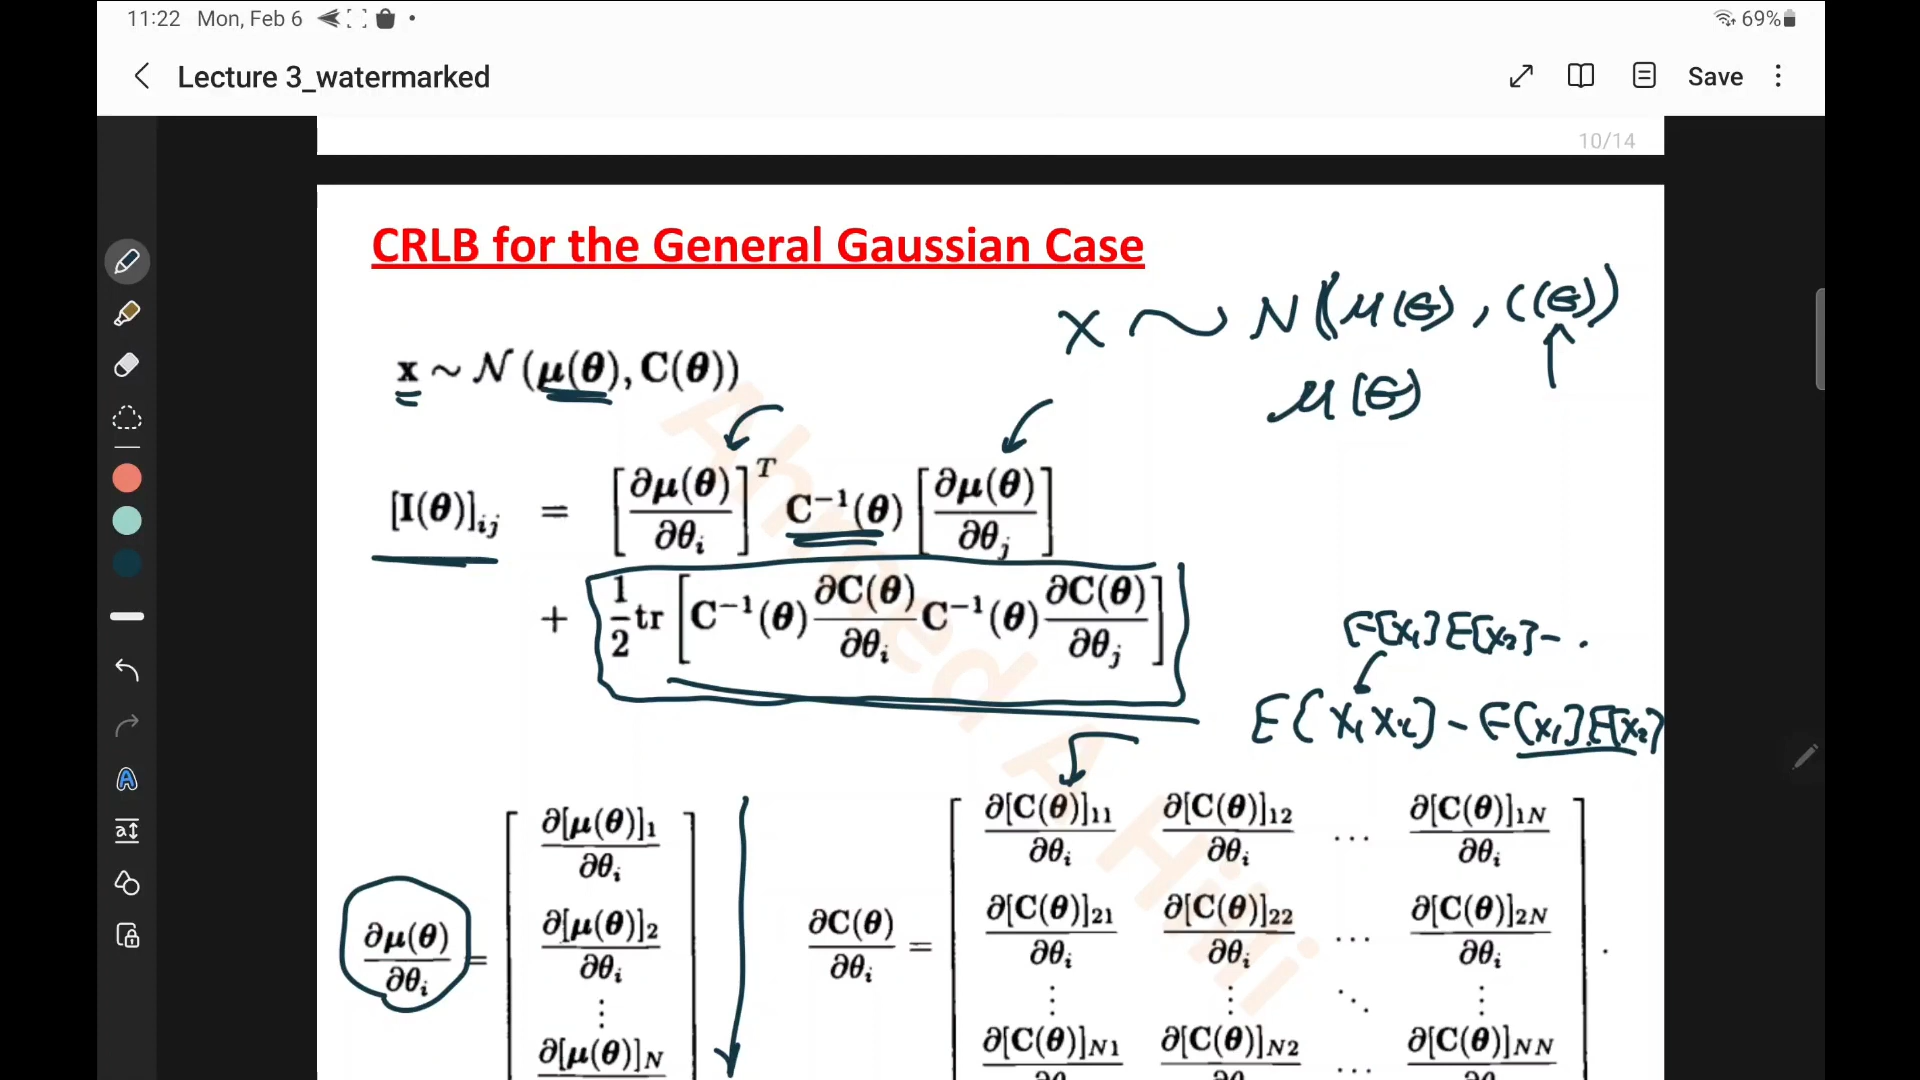 11:22 Mon, Feb 6
69%
Lecture 3_watermarked
Save
10/14
CRLB for the General Gaussian Case
x ~ N(μ(θ), C(θ))
μ(θ)
x ~ N(μ(θ), C(θ))
[I(θ)]ij = [∂μ(θ)/∂θi]^T C⁻¹(θ) [∂μ(θ)/∂θj]
+ 1/2 tr [C⁻¹(θ) ∂C(θ)/∂θi C⁻¹(θ) ∂C(θ)/∂θj]
E[x₁]E[x₂] - .
E[x₁x₂] - E[x₁]E[x₂]
∂μ(θ)/∂θi = [ ∂[μ(θ)]1/∂θi
∂[μ(θ)]2/∂θi
⋮
∂[μ(θ)]N ]
∂C(θ)/∂θi = [ ∂[C(θ)]11/∂θi ∂[C(θ)]12/∂θi … ∂[C(θ)]1N/∂θi
∂[C(θ)]21/∂θi ∂[C(θ)]22/∂θi … ∂[C(θ)]2N/∂θi
⋮ ⋮ ⋱ ⋮
∂[C(θ)]N1 ∂[C(θ)]N2 … ∂[C(θ)]NN ] .
Ahmed A Hilli